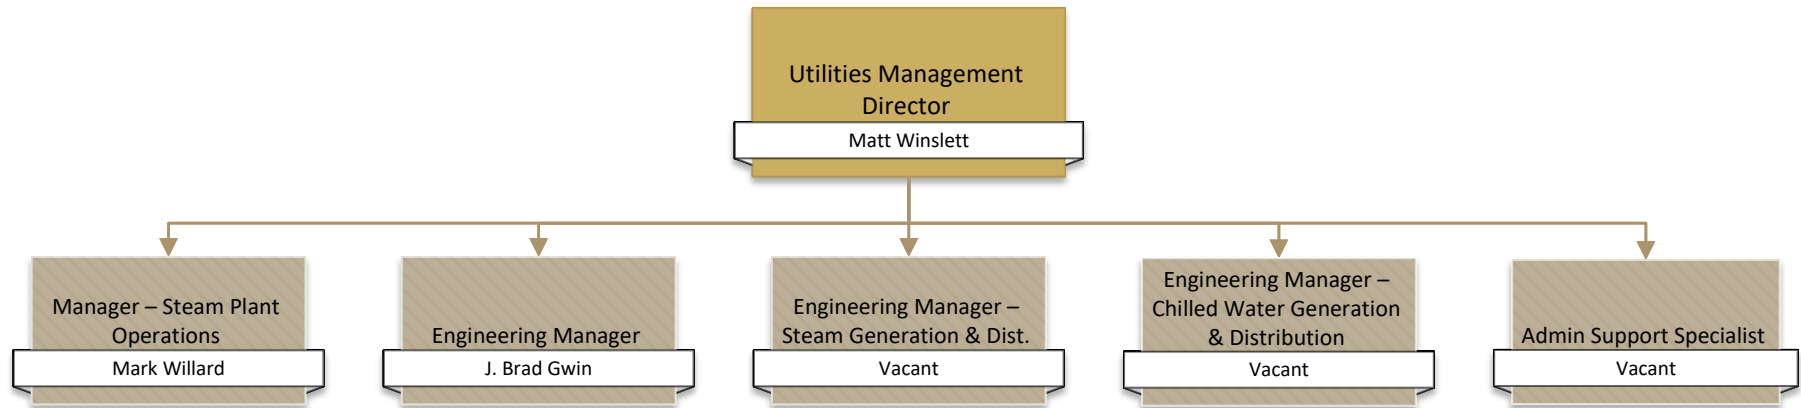 Utilities Management
Director
Matt Winslett
Manager – Steam Plant
Operations
Mark Willard
Engineering Manager
J. Brad Gwin
Engineering Manager –
Steam Generation & Dist.
Vacant
Engineering Manager –
Chilled Water Generation
& Distribution
Vacant
Admin Support Specialist
Vacant